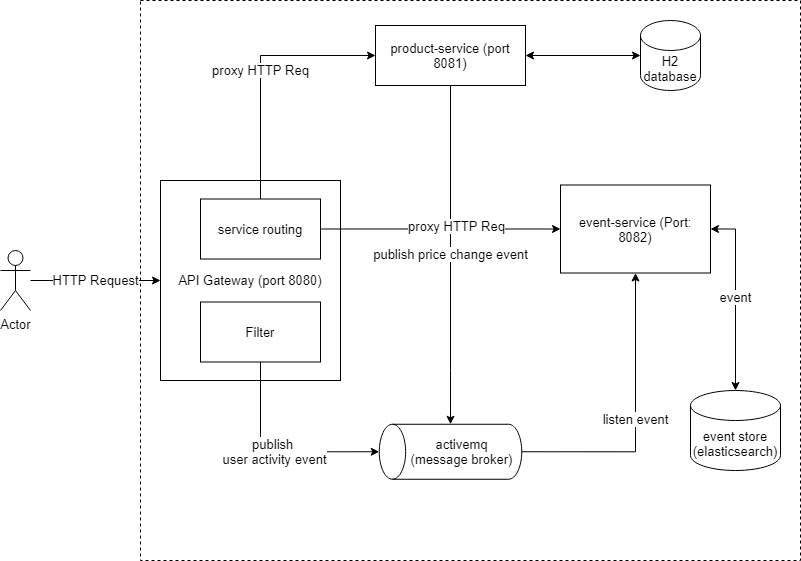 product-service (port
8081)
H2
database
proxy HTTP Req
service routing
proxy HTTP Req
event-service (Port:
8082)
publish price change event
HTTP Request
API Gateway (port 8080)
Actor
Filter
event
publish
user activity event
activemq
(message broker)
listen event
event store
(elasticsearch)